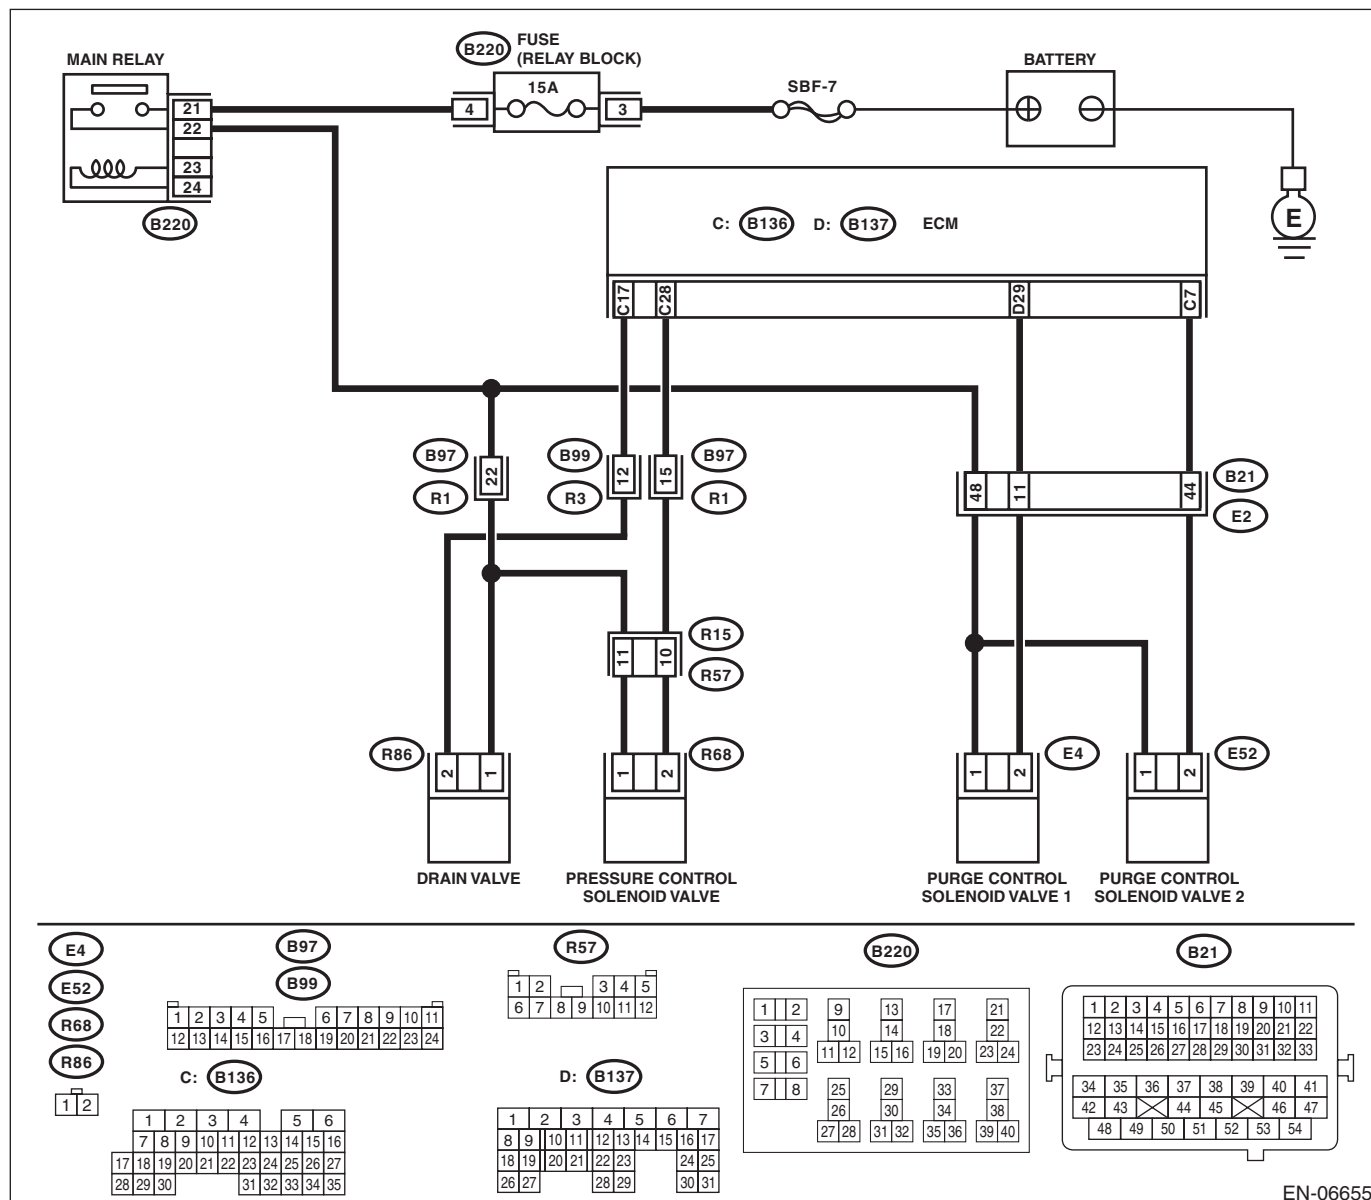 MAIN RELAY
B220
FUSE
(RELAY BLOCK)
15A
SBF-7
BATTERY
21
22
23
24
4
3
E
B220
C: B136 D: B137 ECM
C17
C28
D29
C7
B97
R1
22
B99
R3
12
15
B97
R1
48
11
44
B21
E2
11
10
R15
R57
R86
2
1
1
2
R68
1
2
E4
1
2
E52
DRAIN VALVE
PRESSURE CONTROL
SOLENOID VALVE
PURGE CONTROL
SOLENOID VALVE 1
PURGE CONTROL
SOLENOID VALVE 2
E4
E52
R68
R86
1 2
B97
B99
1 2 3 4 5 6 7 8 9 10 11
12 13 14 15 16 17 18 19 20 21 22 23 24
C: B136
1 2 3 4 5 6
7 8 9 10 11 12 13 14 15 16
17 18 19 20 21 22 23 24 25 26 27
28 29 30 31 32 33 34 35
R57
1 2 3 4 5
6 7 8 9 10 11 12
D: B137
1 2 3 4 5 6 7
8 9 10 11 12 13 14 15 16 17
18 19 20 21 22 23 24 25
26 27 28 29 30 31
B220
1 2 9 13 17 21
3 4 10 14 18 22
5 6 11 12 15 16 19 20 23 24
7 8 25 29 33 37
26 30 34 38
27 28 31 32 35 36 39 40
B21
1 2 3 4 5 6 7 8 9 10 11
12 13 14 15 16 17 18 19 20 21 22
23 24 25 26 27 28 29 30 31 32 33
34 35 36 37 38 39 40 41
42 43 44 45 46 47
48 49 50 51 52 53 54
EN-06655